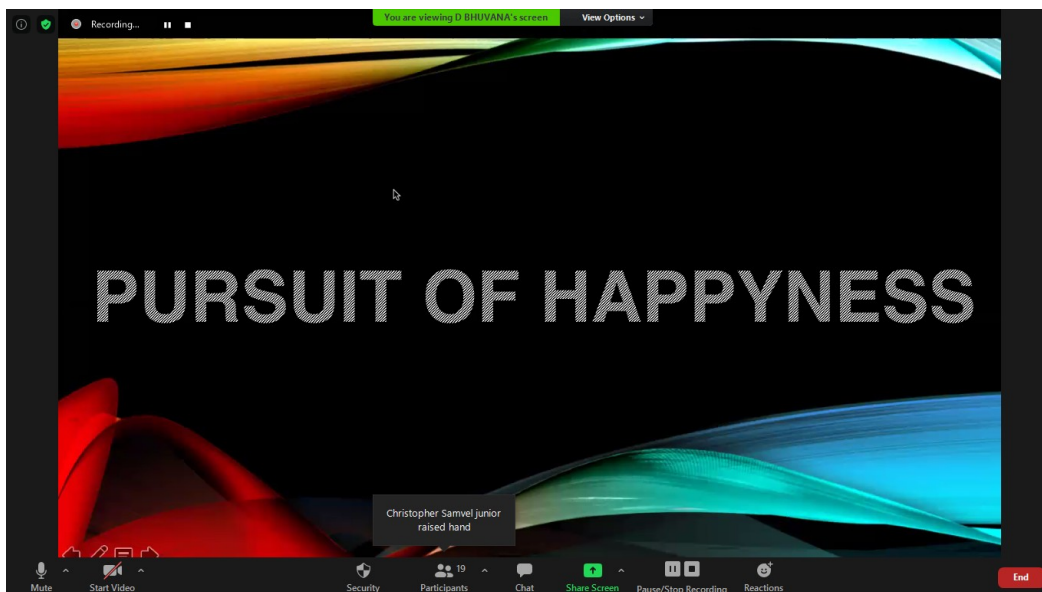 Recording...
You are viewing D BHUVANA's screen
View Options
PURSUIT OF HAPPYNESS
Christopher Samvel junior
raised hand
Mute
Start Video
Security
19
Participants
Chat
Share Screen
Pause/Stop Recording
Reactions
End